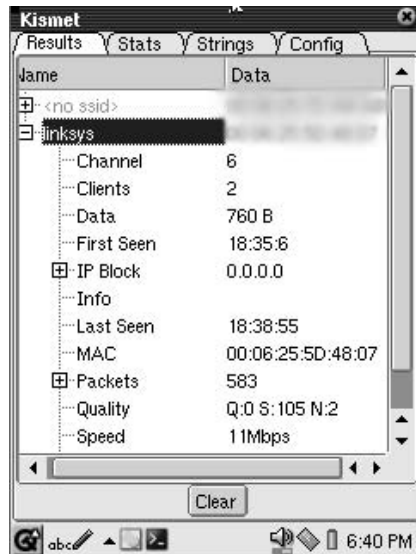 Kismet
Results Stats Strings Config
Name Data
<no ssid>
linksys
Channel 6
Clients 2
Data 760 B
First Seen 18:35:6
IP Block 0.0.0.0
Info
Last Seen 18:38:55
MAC 00:06:25:5D:48:07
Packets 583
Quality Q:0 S:105 N:2
Speed 11Mbps
Clear
abc 6:40 PM